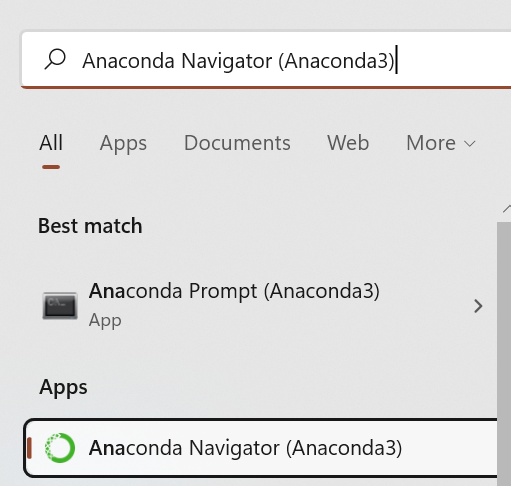 Anaconda Navigator (Anaconda3)
All Apps Documents Web More
Best match
Anaconda Prompt (Anaconda3)
App
Apps
Anaconda Navigator (Anaconda3)